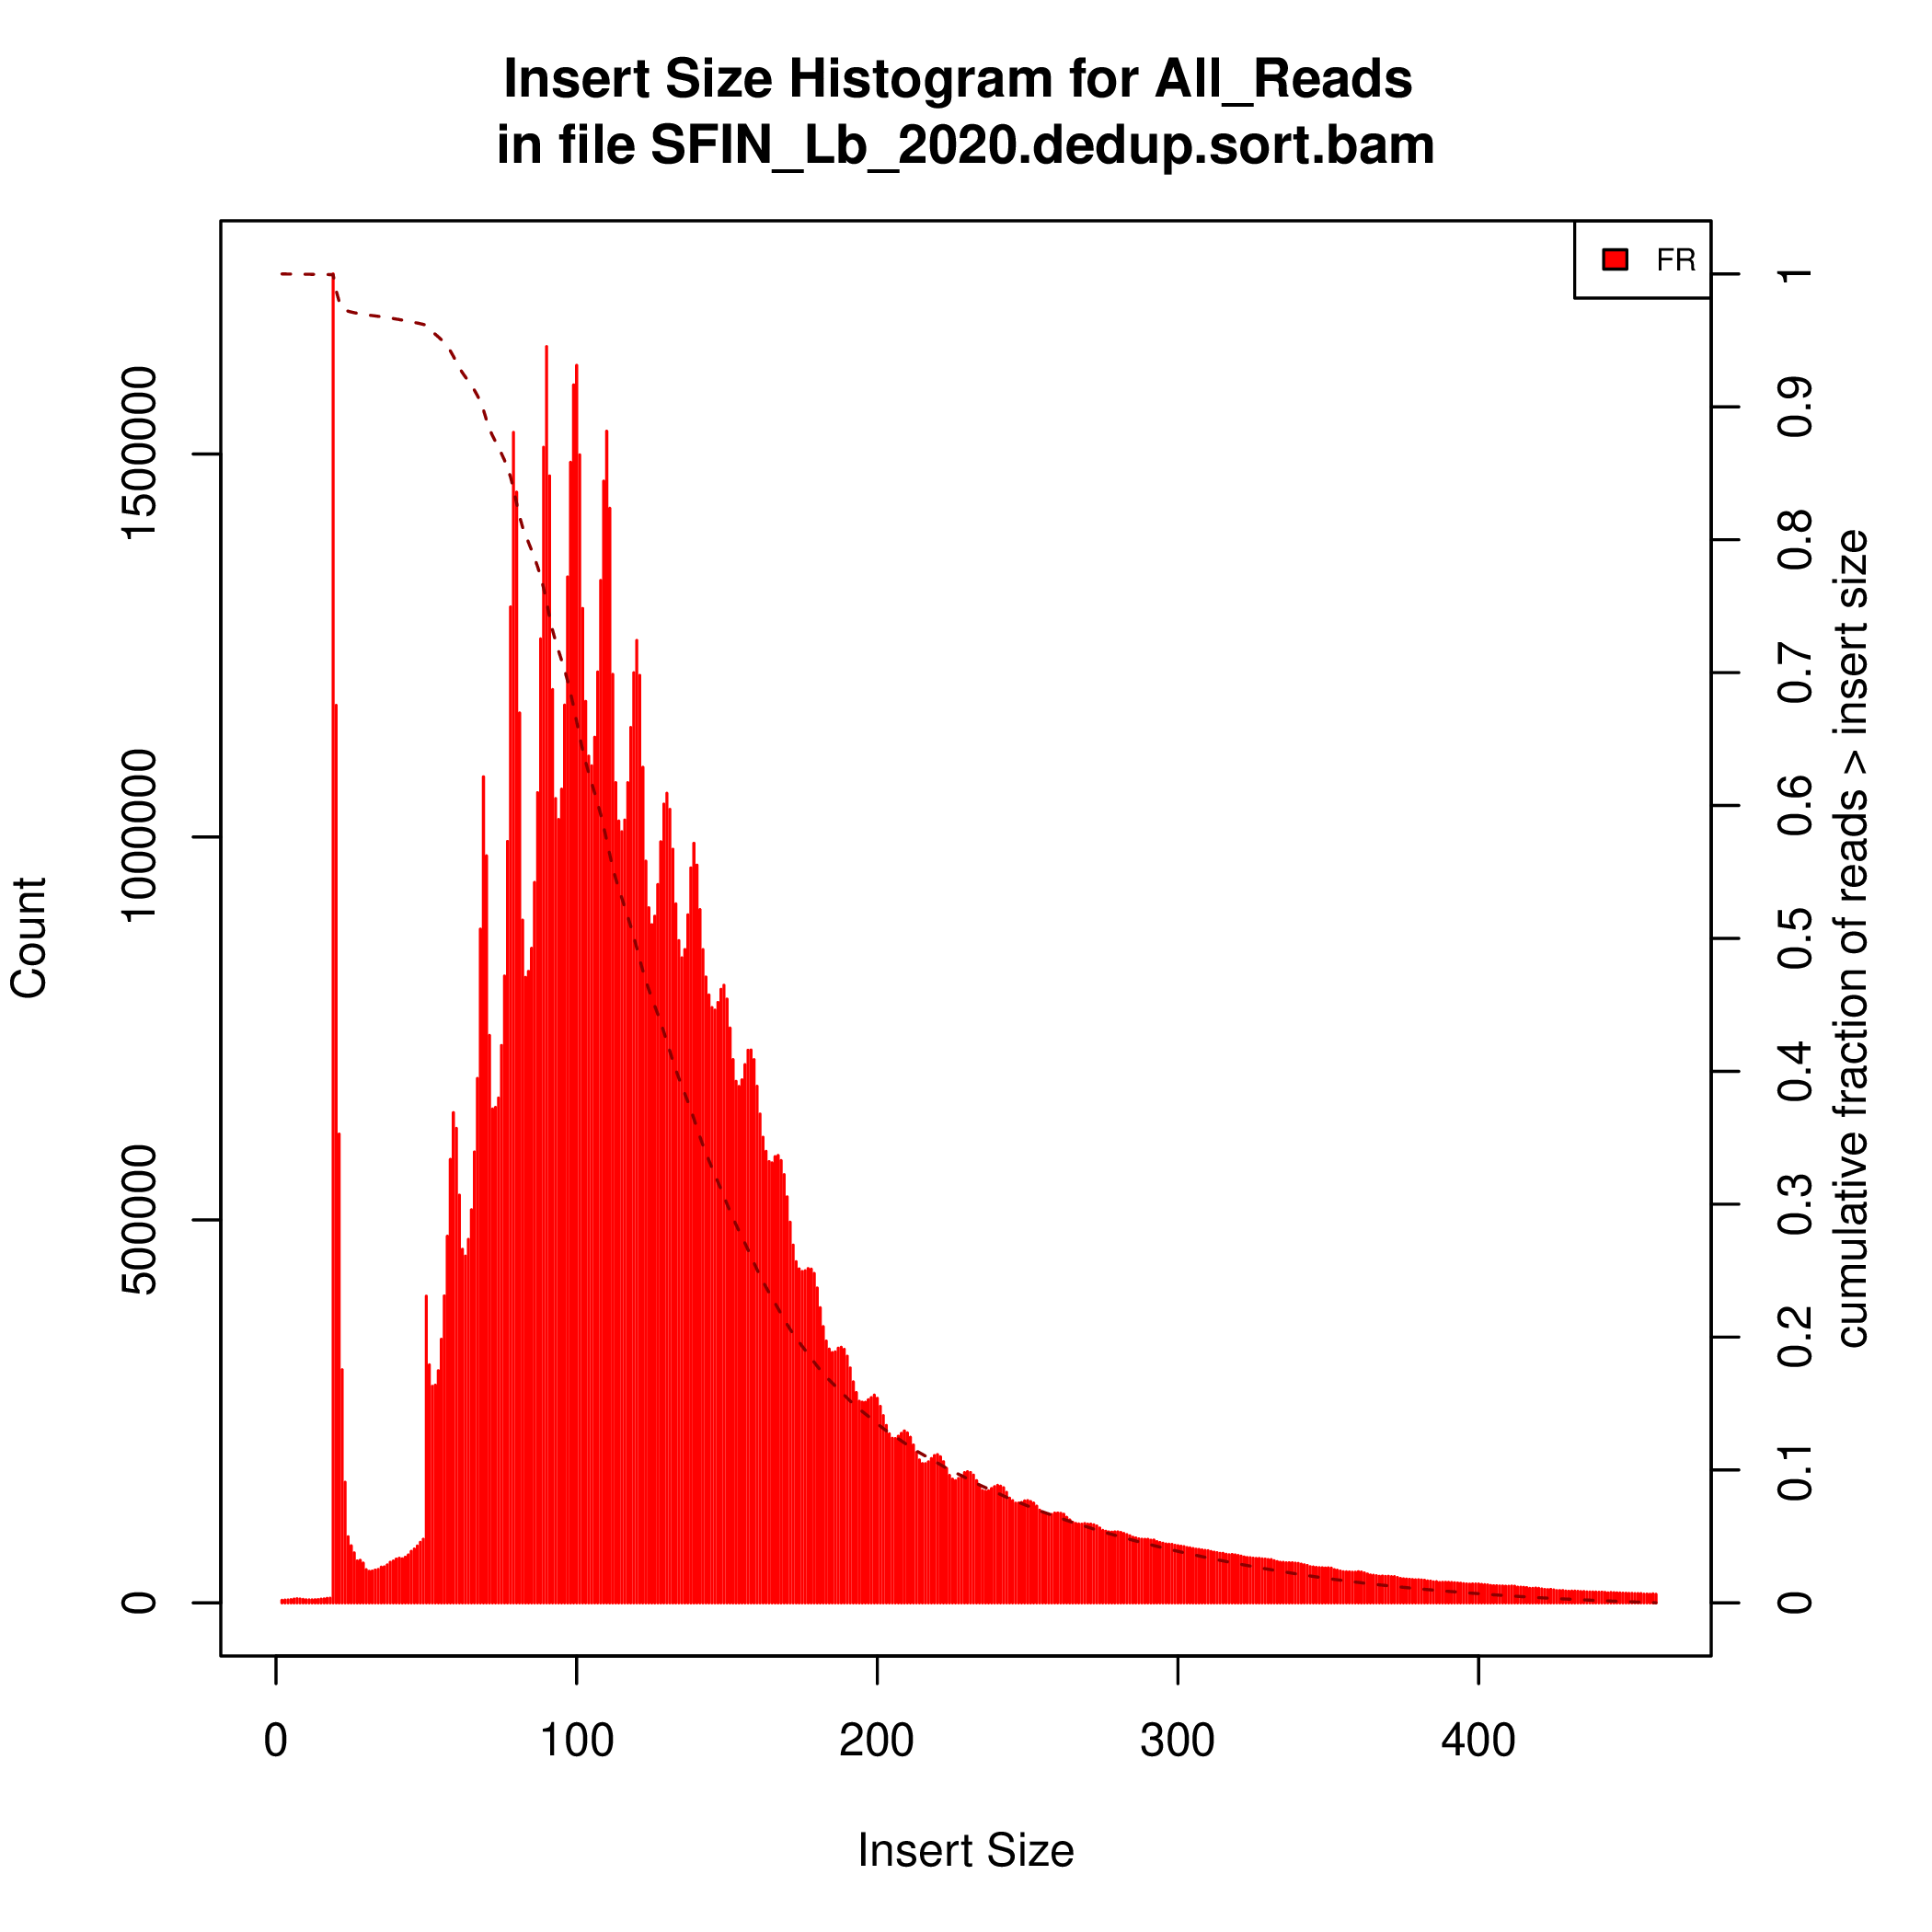 Insert Size Histogram for All_Reads
in file SFIN_Lb_2020.dedup.sort.bam
FR
Count
0
500000
1000000
1500000
0
0.1
0.2
0.3
0.4
0.5
0.6
0.7
0.8
0.9
1
cumulative fraction of reads > insert size
0 100 200 300 400
Insert Size